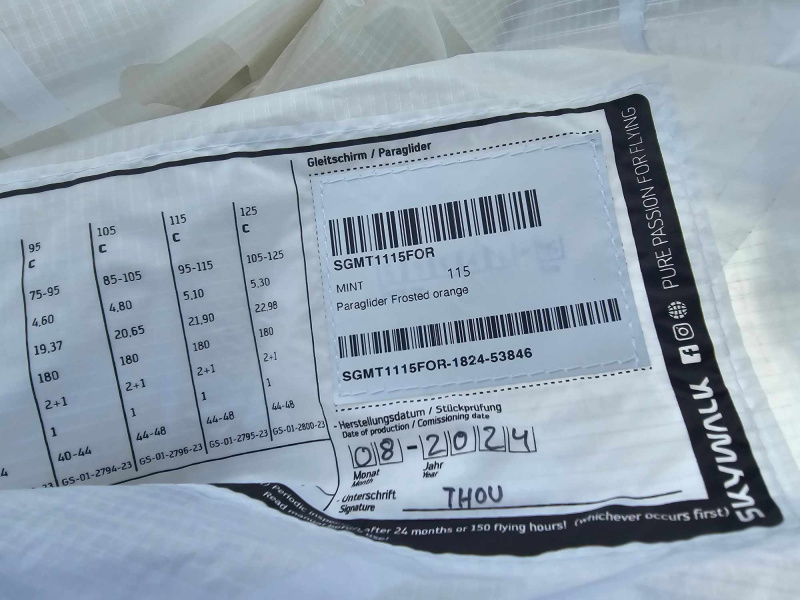 95
C
75-95
4,60
19,37
180
2+1
1
40-44
GS-01-2794-23
105
C
85-105
4,80
20,65
180
2+1
1
44-48
GS-01-2796-23
115
C
95-115
5,10
21,90
180
2+1
1
44-48
GS-01-2795-23
125
C
105-125
5,30
22,98
180
2+1
1
44-48
GS-01-2800-23
Gleitschirm / Paraglider
SGMT1115FOR
MINT 115
Paraglider Frosted orange
SGMT1115FOR-1824-53846
- Herstellungsdatum / Stückprüfung
Date of production / Comissioning date
08-2024
Monat Jahr
Month Year
- Unterschrift
Signature
THOU
Periodic after 24 months or 150 flying hours! (whichever occurs first)
Read
SKYWALK
PURE PASSION FOR FLYING